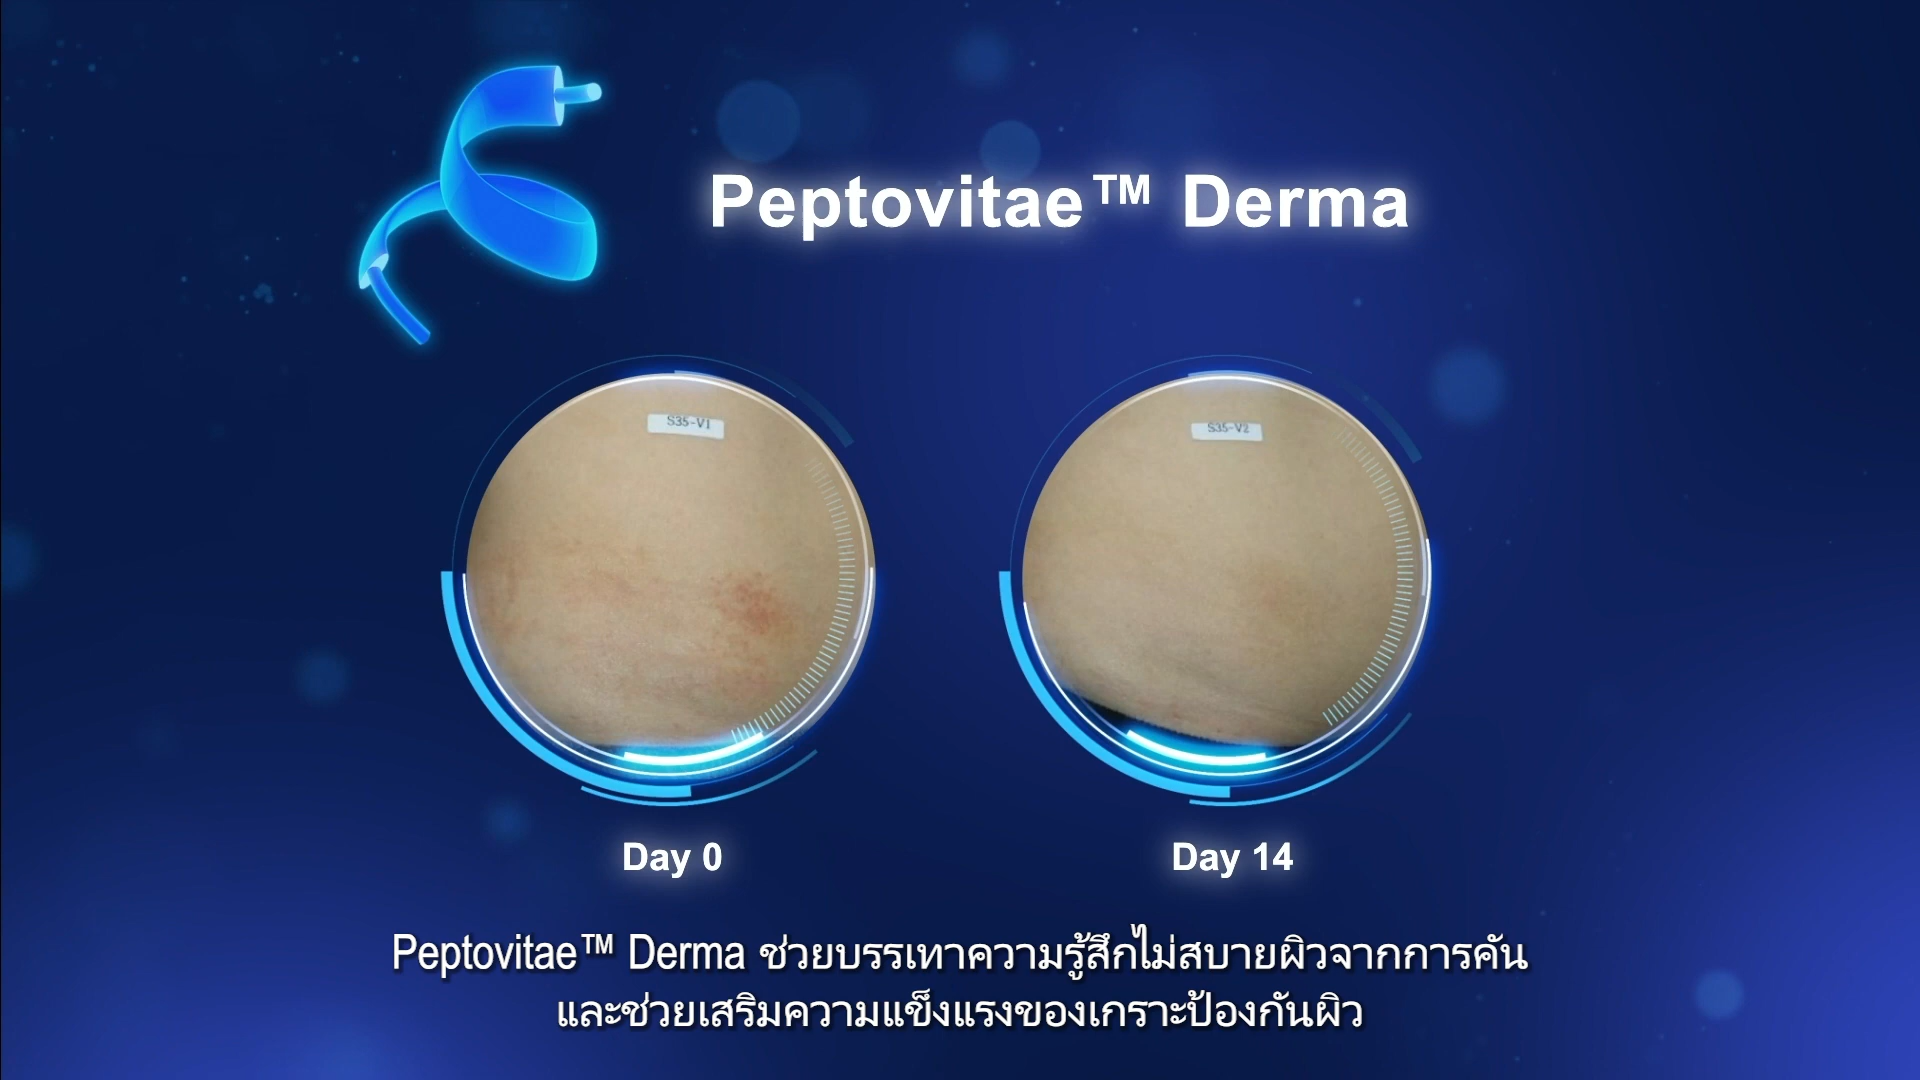 Peptovitae™ Derma
S35-V1
S35-V2
Day 0
Day 14
Peptovitae™ Derma ช่วยบรรเทาความรู้สึกไม่สบายผิวจากการคัน
และช่วยเสริมความแข็งแรงของเกราะป้องกันผิว